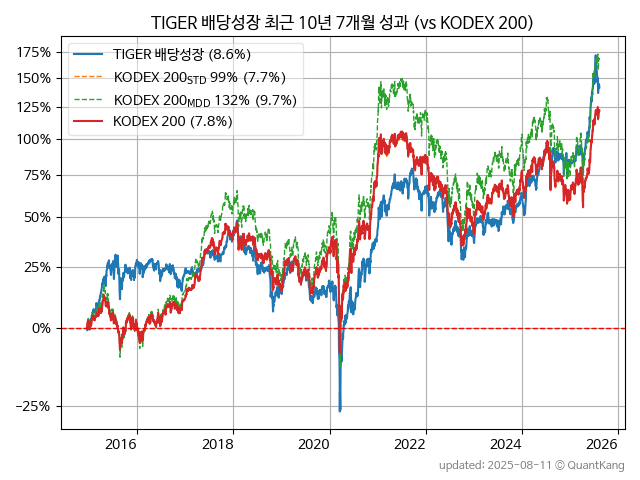 TIGER 배당성장 최근 10년 7개월 성과 (vs KODEX 200)
175%
150%
125%
100%
75%
50%
25%
0%
−25%
TIGER 배당성장 (8.6%)
KODEX 200STD 99% (7.7%)
KODEX 200MDD 132% (9.7%)
KODEX 200 (7.8%)
2016 2018 2020 2022 2024 2026
updated: 2025-08-11 © QuantKang